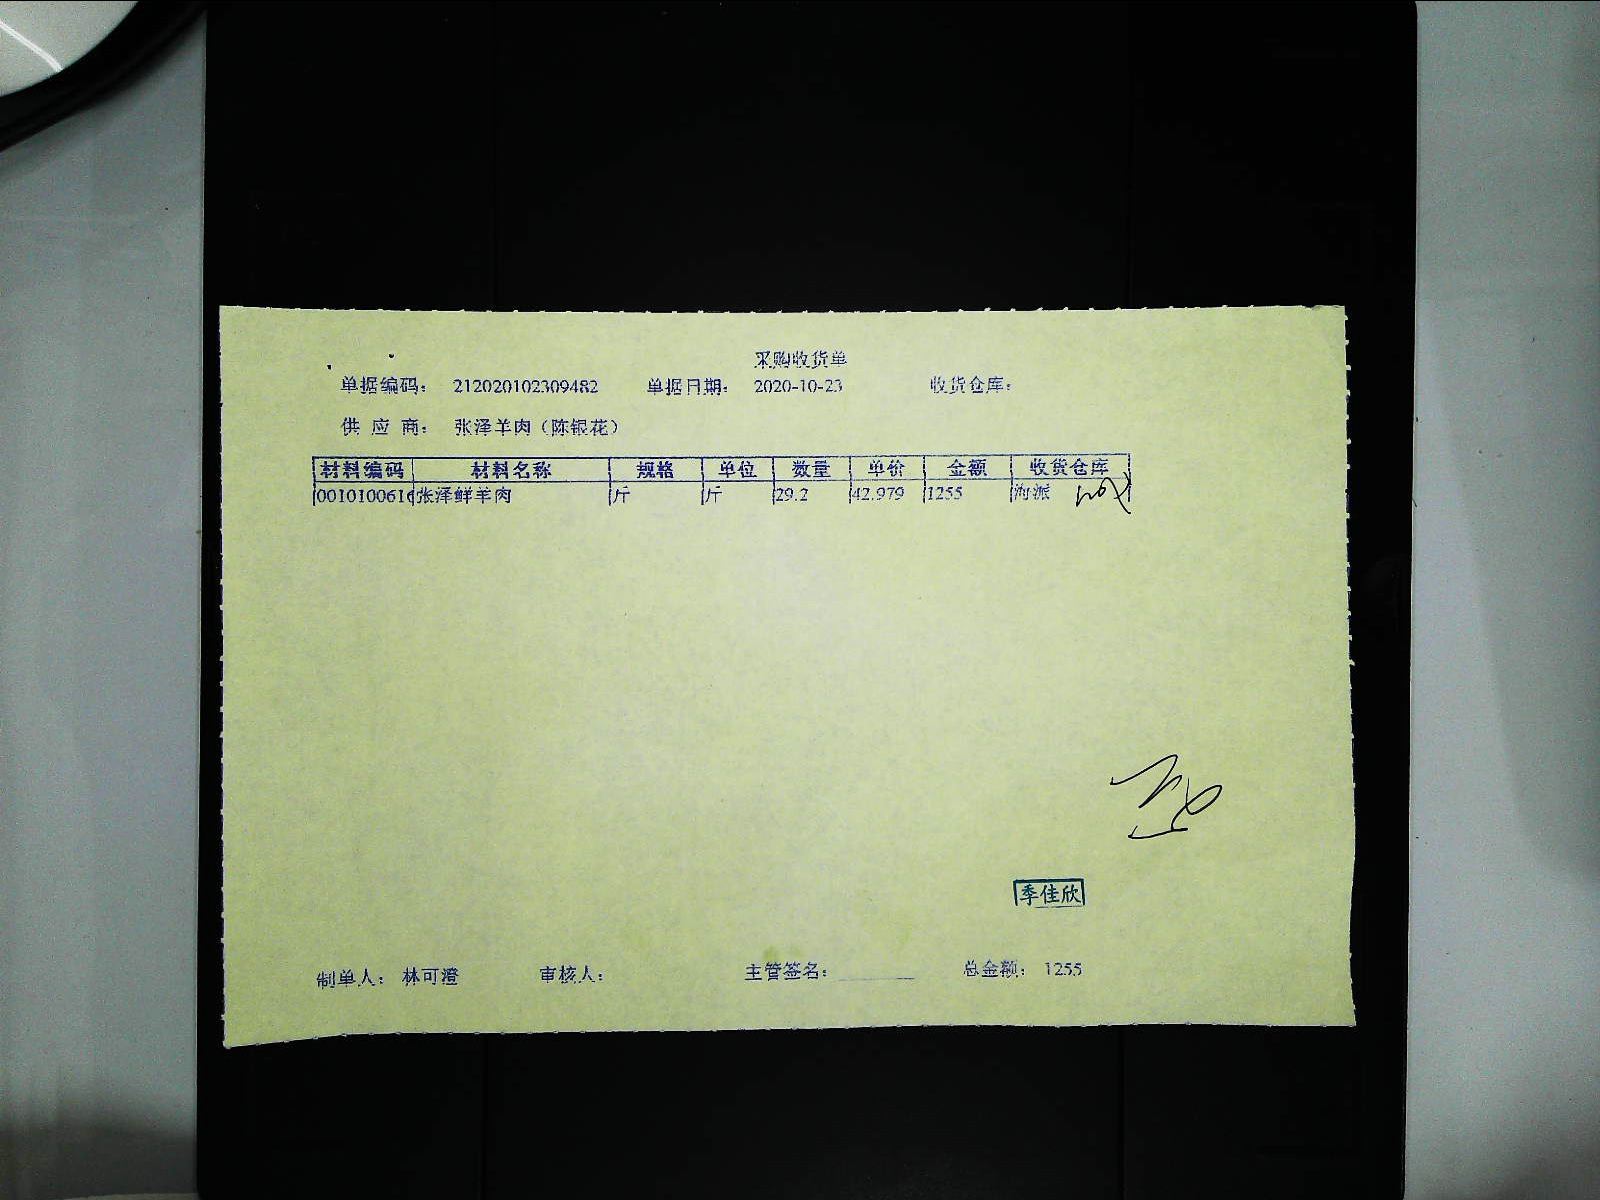 采购收货单
单据编码： 212020102309482 单据日期： 2020-10-23 收货仓库：
供 应 商： 张泽羊肉（陈银花）
材料编码 材料名称 规格 单位 数量 单价 金额 收货仓库
0010100616 张泽鲜羊肉 斤 斤 29.2 42.979 1255 海派
季佳欣
制单人： 林可澄 审核人： 主管签名： 总金额： 1255